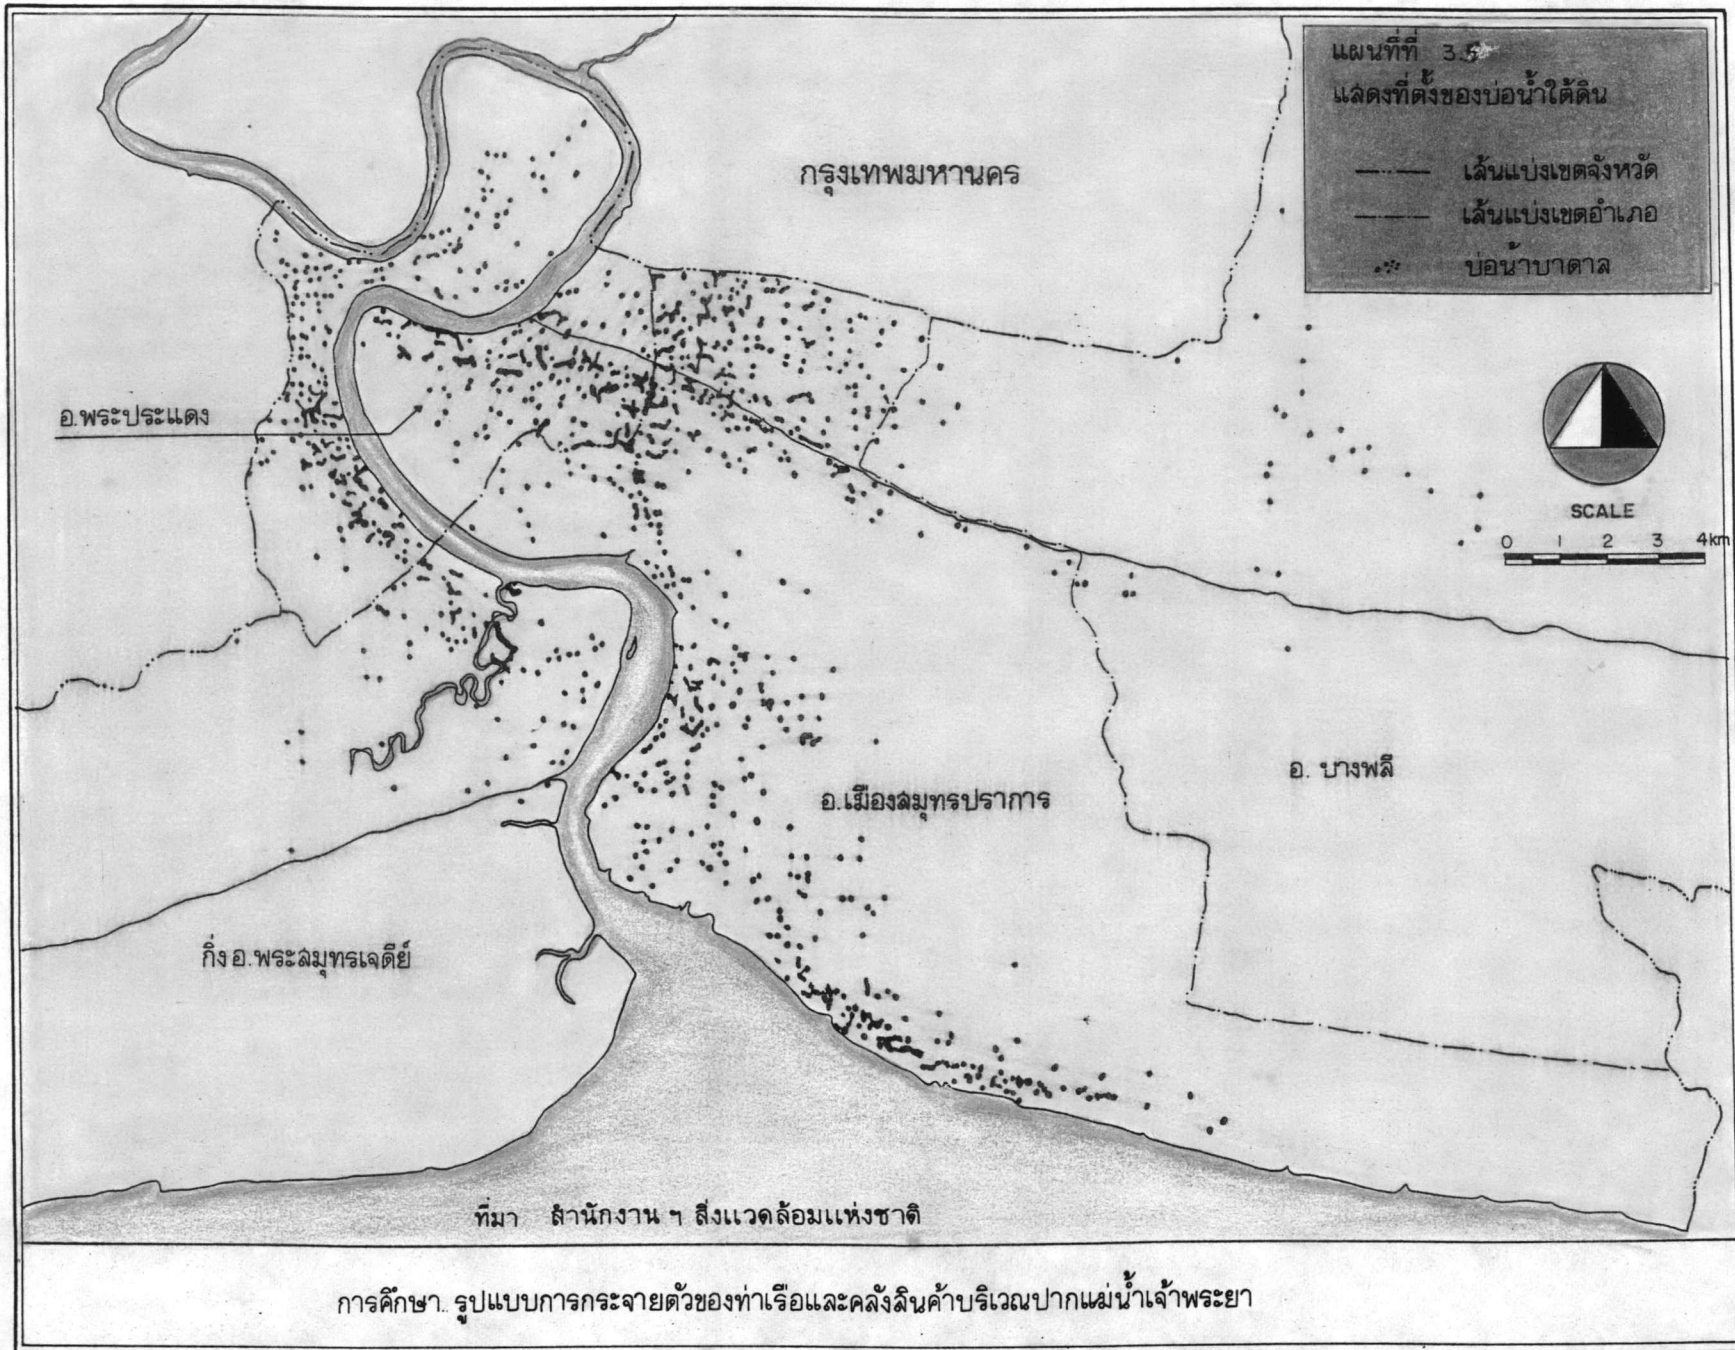 แผนที่ที่ 3.5
แสดงที่ตั้งของบ่อน้ำใต้ดิน
เส้นแบ่งเขตจังหวัด
เส้นแบ่งเขตอำเภอ
บ่อน้ำบาดาล
กรุงเทพมหานคร
อ.พระประแดง
SCALE
0 1 2 3 4km
อ. บางพลี
อ.เมืองสมุทรปราการ
กิ่งอ.พระสมุทรเจดีย์
ที่มา สำนักงาน ฯ สิ่งแวดล้อมแห่งชาติ
การศึกษา รูปแบบการกระจายตัวของท่าเรือและคลังสินค้าบริเวณปากแม่น้ำเจ้าพระยา